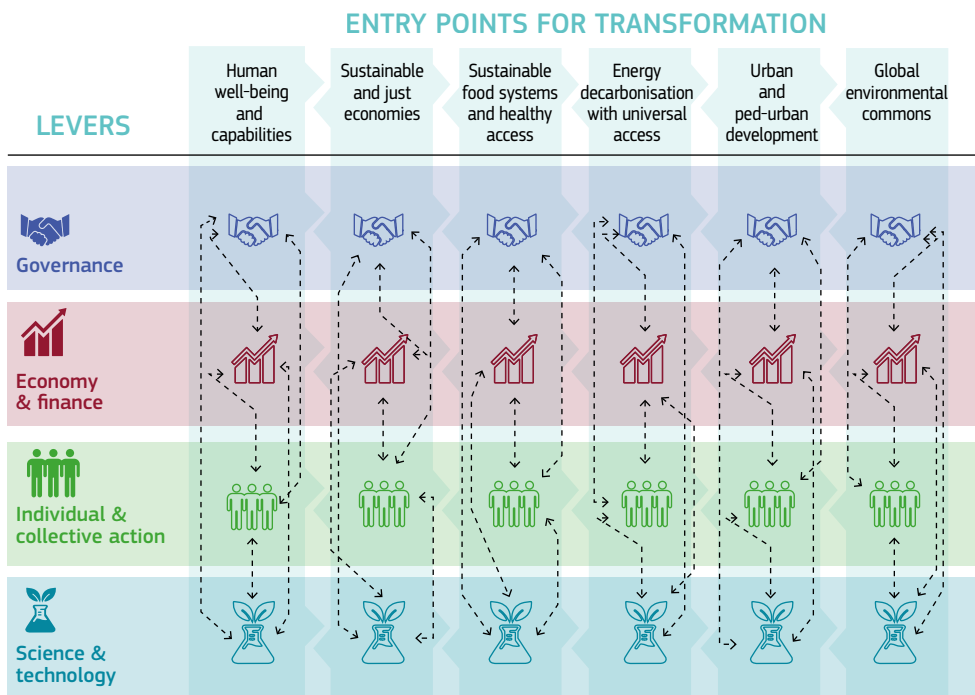 ENTRY POINTS FOR TRANSFORMATION
LEVERS
Human
well-being
and
capabilities
Sustainable
and just
economies
Sustainable
food systems
and healthy
access
Energy
decarbonisation
with universal
access
Urban
and
ped-urban
development
Global
environmental
commons
Governance
Economy
& finance
Individual &
collective action
Science &
technology